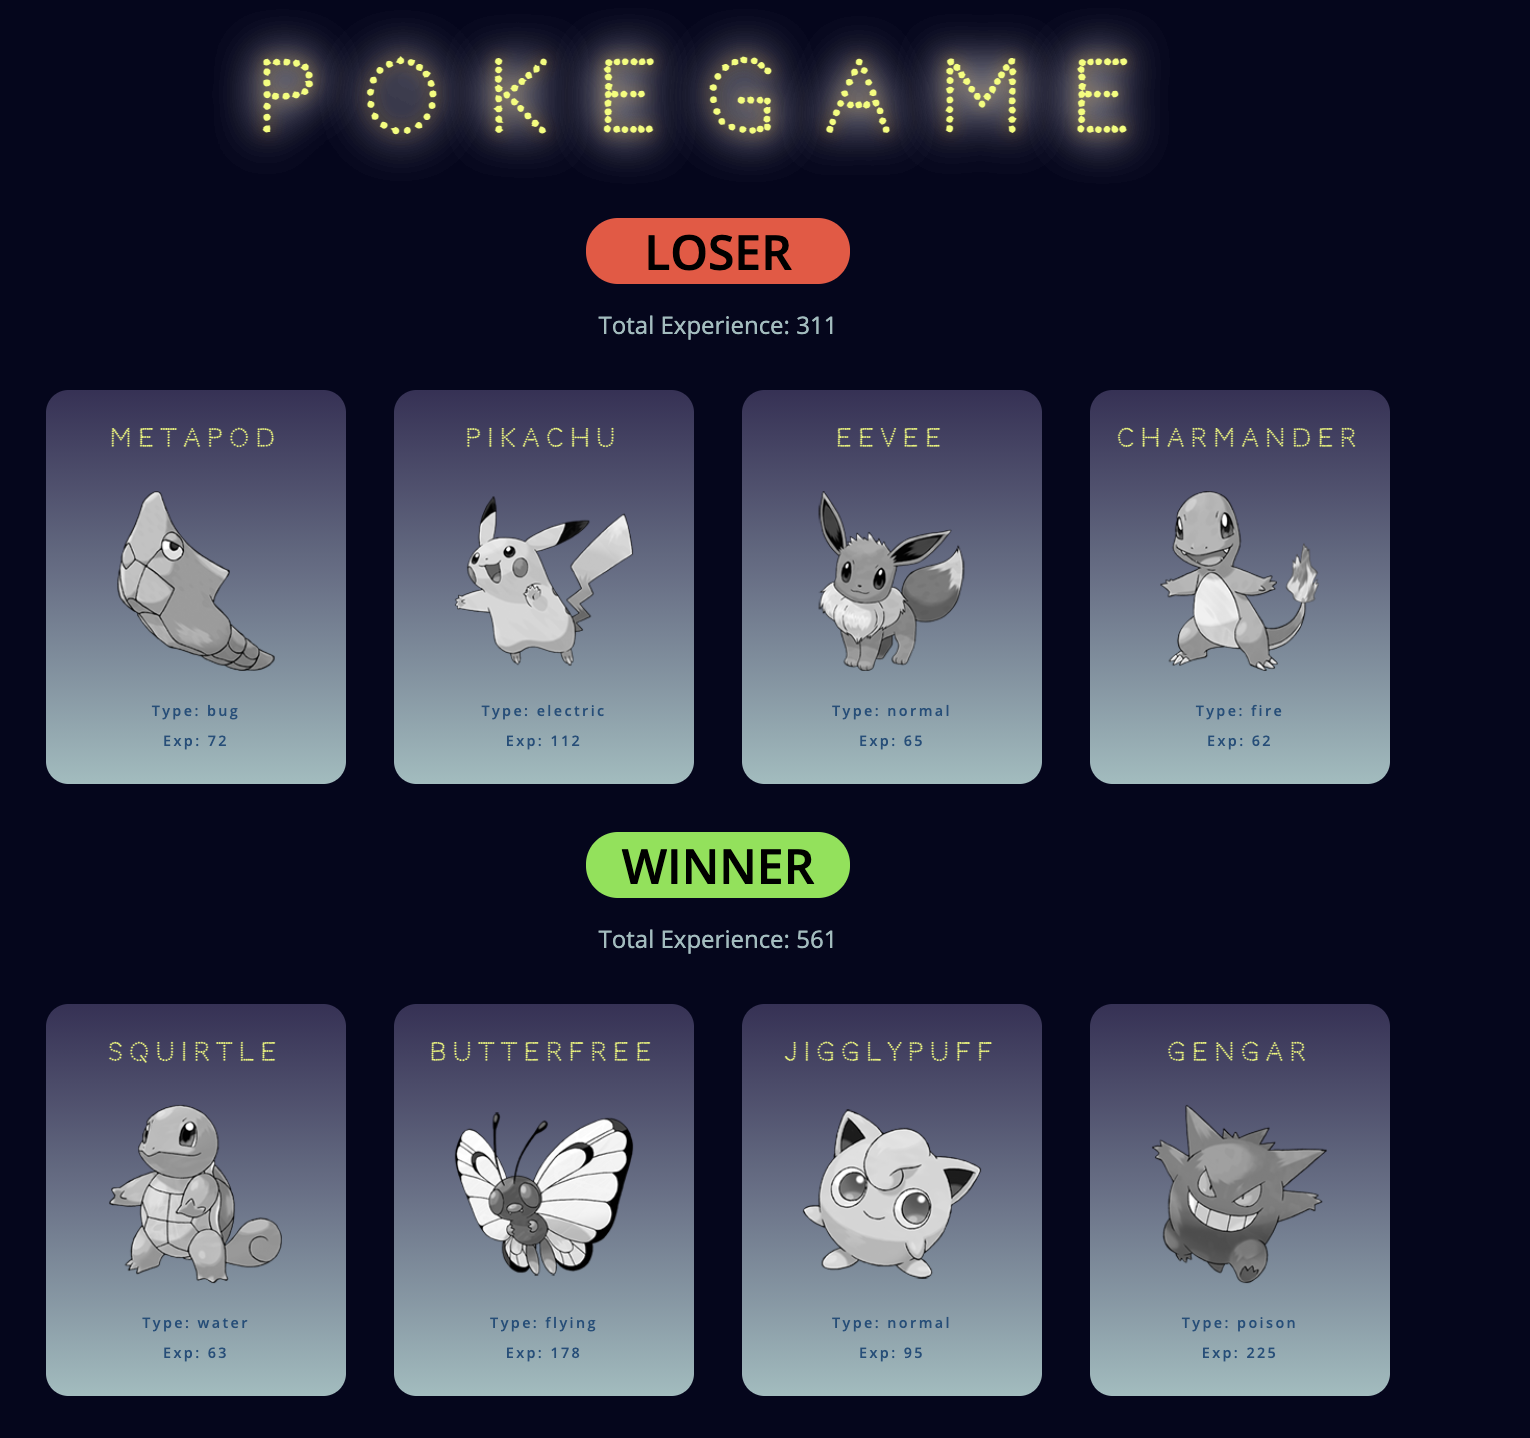 POKEGAME
LOSER
Total Experience: 311
METAPOD
Type: bug
Exp: 72
PIKACHU
Type: electric
Exp: 112
EEVEE
Type: normal
Exp: 65
CHARMANDER
Type: fire
Exp: 62
WINNER
Total Experience: 561
SQUIRTLE
Type: water
Exp: 63
BUTTERFREE
Type: flying
Exp: 178
JIGGLYPUFF
Type: normal
Exp: 95
GENGAR
Type: poison
Exp: 225